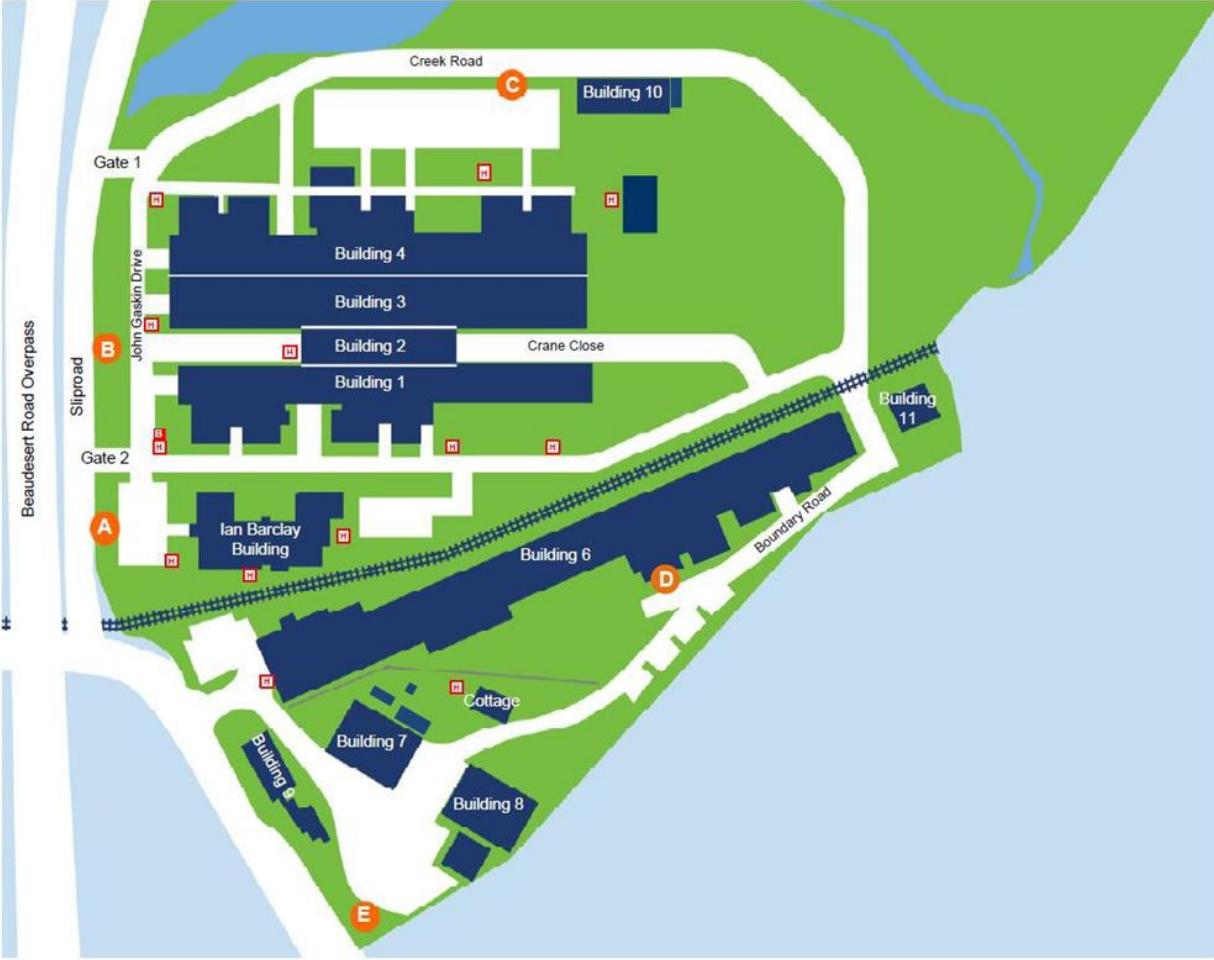 Creek Road
C
Building 10
Gate 1
H
H
H
Building 4
John Gaskin Drive
Building 3
H
B
Building 2
H
Crane Close
Beaudesert Road Overpass
Sliproad
Building 1
Building
11
B
H
H
H
Gate 2
A
Ian Barclay
Building
H
H
H
Building 6
Boundary Road
D
H
H
Cottage
Building 7
Building 9
Building 8
E